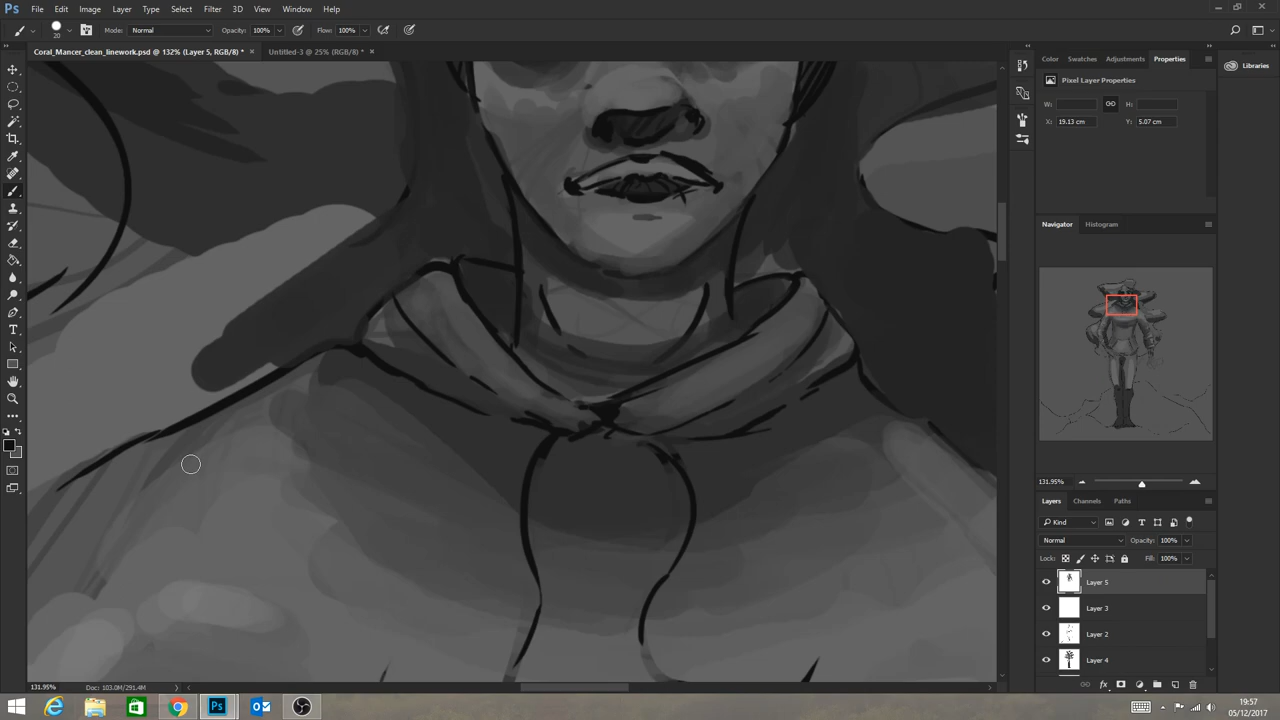 Ps File Edit Image Layer Type Select Filter 3D View Window Help
20 Mode: Normal Opacity: 100% Flow: 100%
Coral_Mancer_clean_linework.psd @ 132% (Layer 5, RGB/8) * × Untitled-3 @ 25% (RGB/8) * ×
Color Swatches Adjustments Properties
Libraries
Pixel Layer Properties
W: H:
X: 19.13 cm Y: 5.07 cm
Navigator Histogram
131.95%
Layers Channels Paths
Kind
Normal Opacity: 100%
Lock: Fill: 100%
Layer 5
Layer 3
Layer 2
Layer 4
131.95% Doc: 103.0M/291.4M
Ps
19:57
05/12/2017